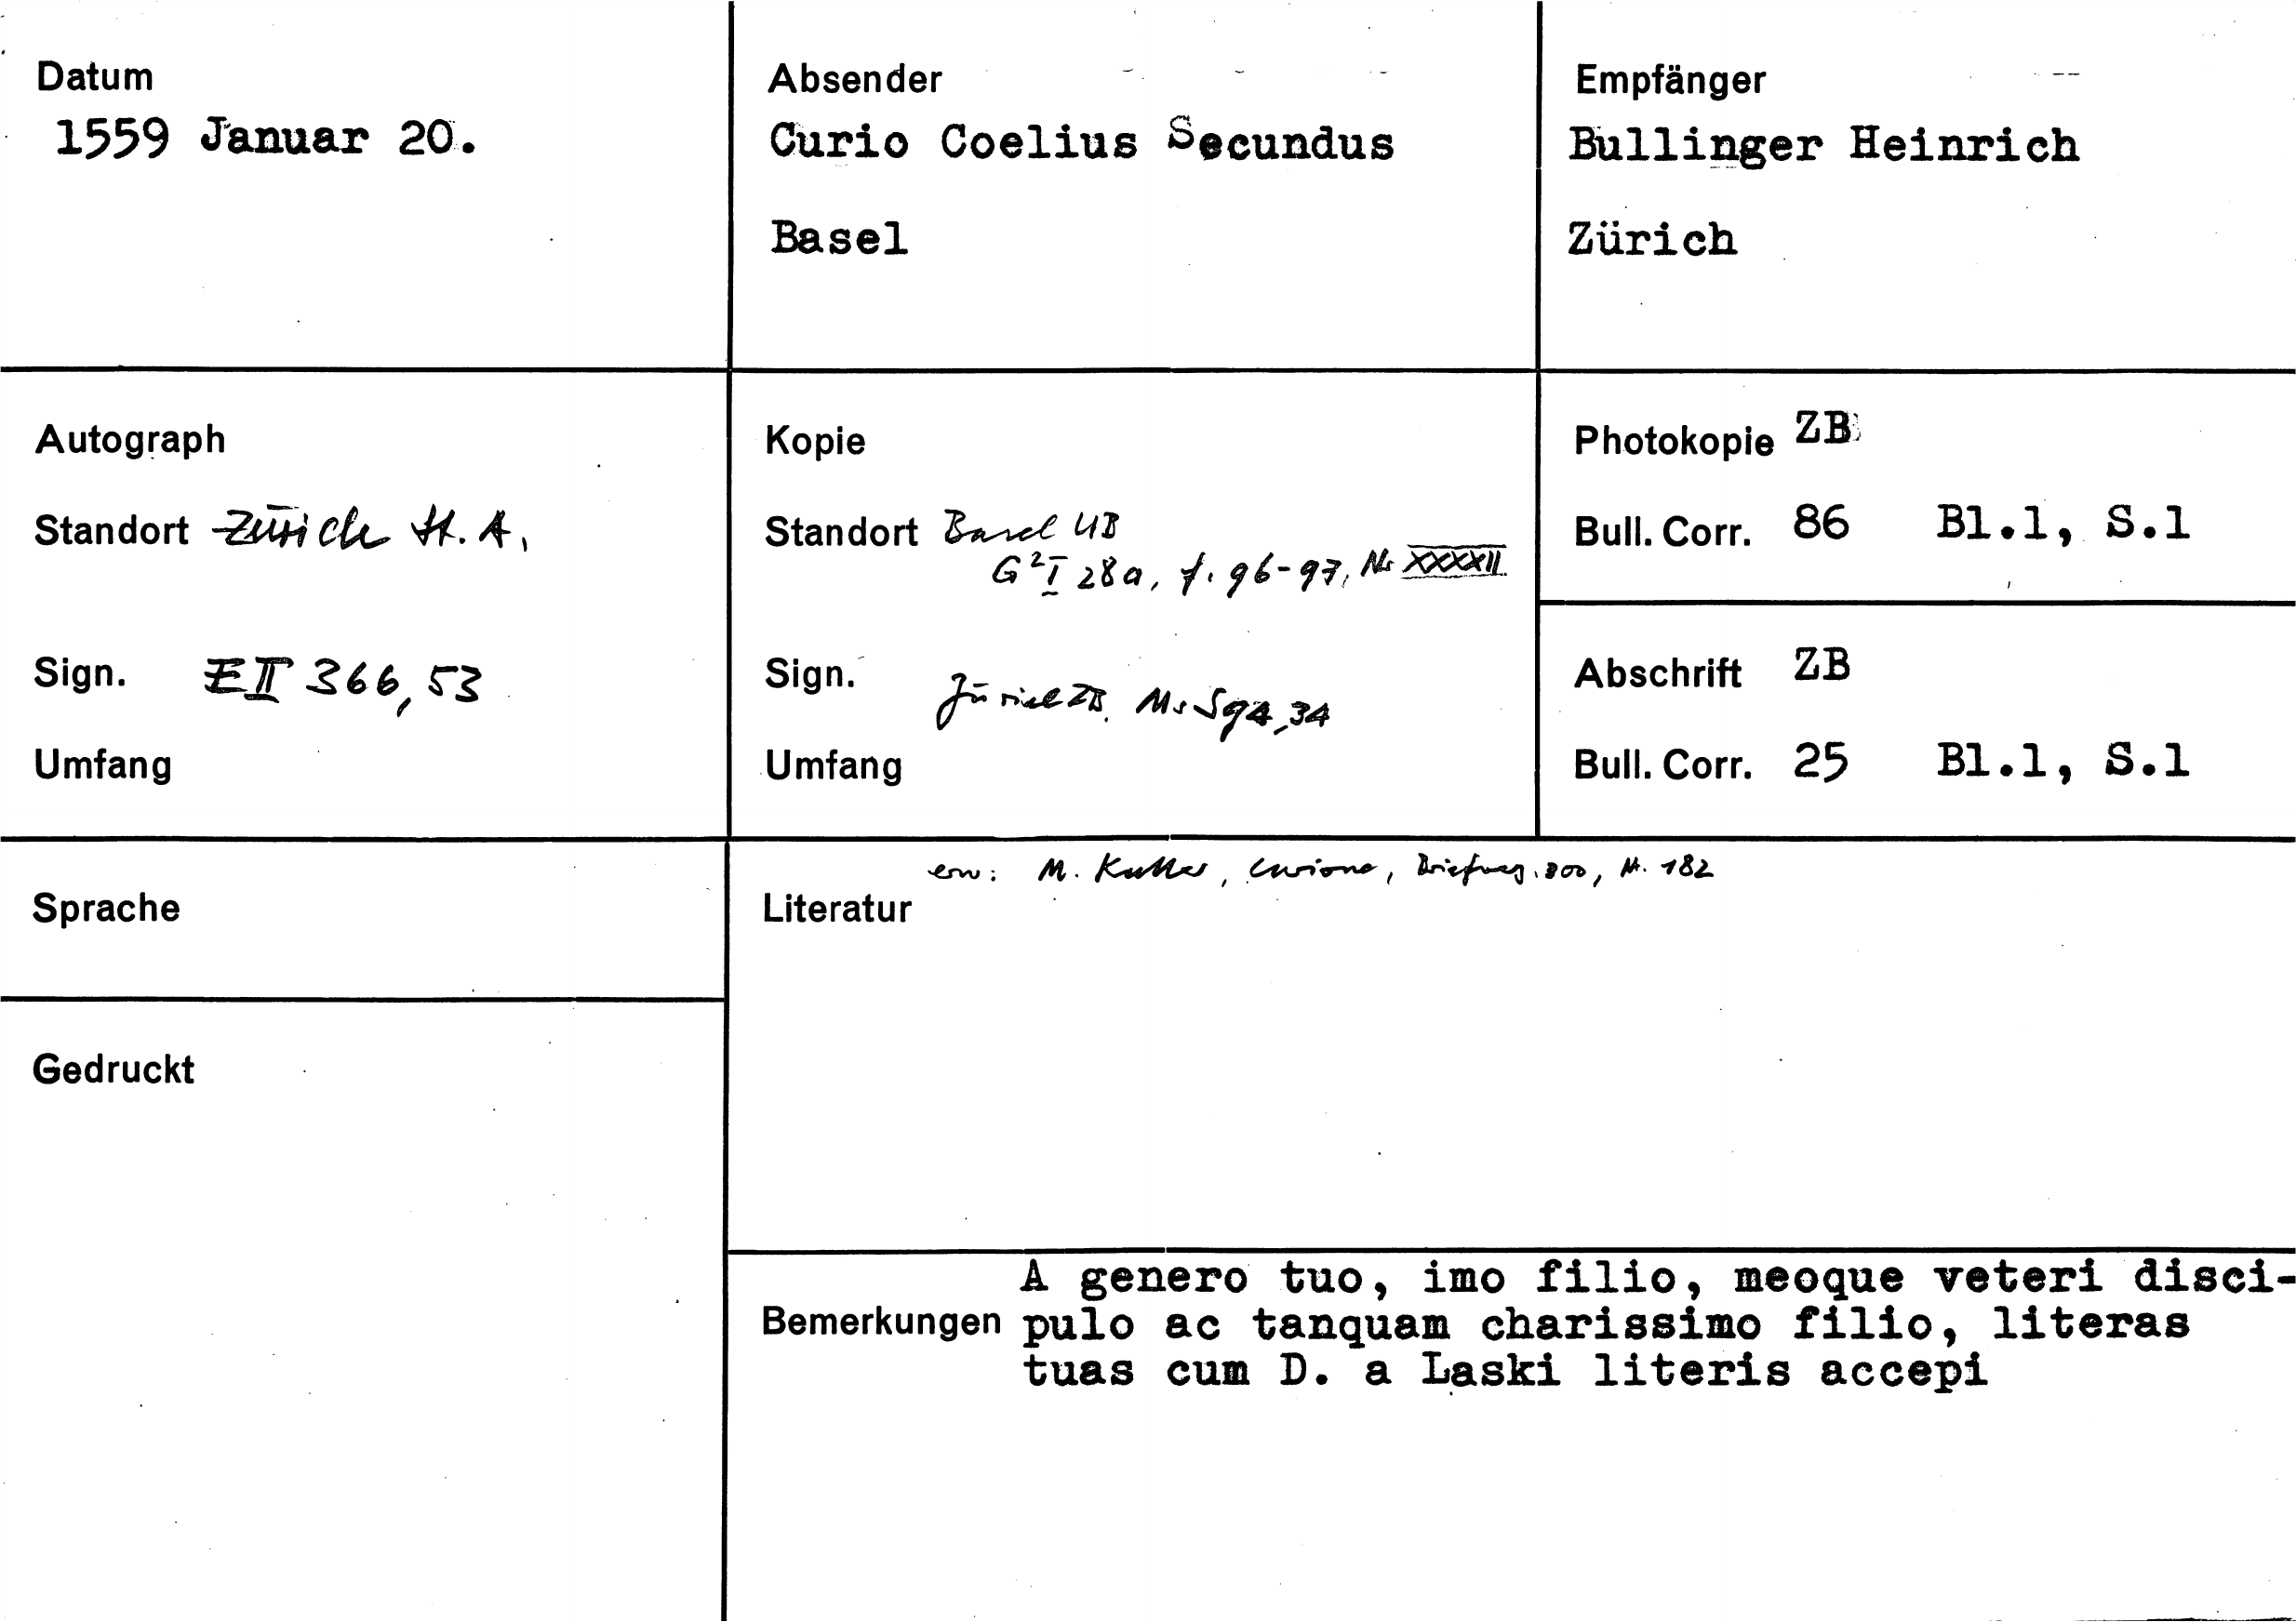 Datum
1559 Januar 20.
Absender
Curio Coelius Secundus
Basel
Empfänger
Bullinger Heinrich
Zürich
Autograph
Standort Zürich St. A.
Sign. E II 366, 53
Umfang
Kopie
Standort Basel UB
G² I 28a, f. 96-97, Nr XXXXII
Sign. Zürich ZB. Ms S 94, 34
Umfang
Photokopie ZB
Bull. Corr. 86 Bl.1, S.1
Abschrift ZB
Bull. Corr. 25 Bl.1, S.1
Sprache
Gedruckt
erw: M. Kutter, Curione, 300, Nr. 182
Literatur
A genero tuo, imo filio, meoque veteri disci-
Bemerkungen pulo ac tanquam charissimo filio, literas
tuas cum D. a Laski literis accepi